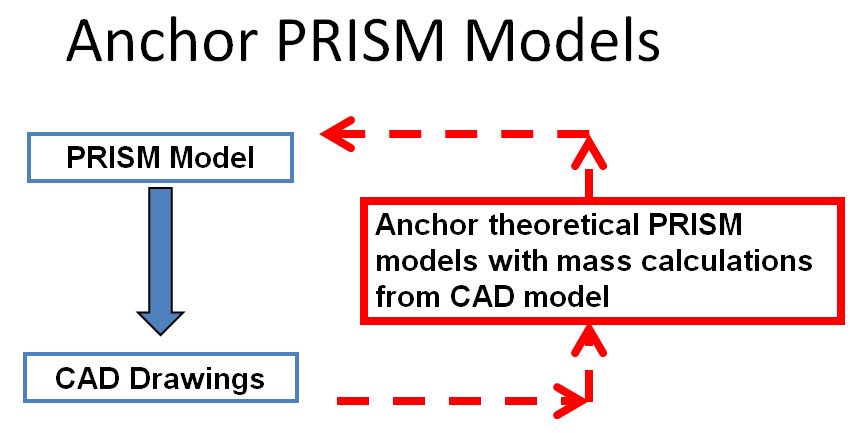 Anchor PRISM Models
PRISM Model
Anchor theoretical PRISM
models with mass calculations
from CAD model
CAD Drawings